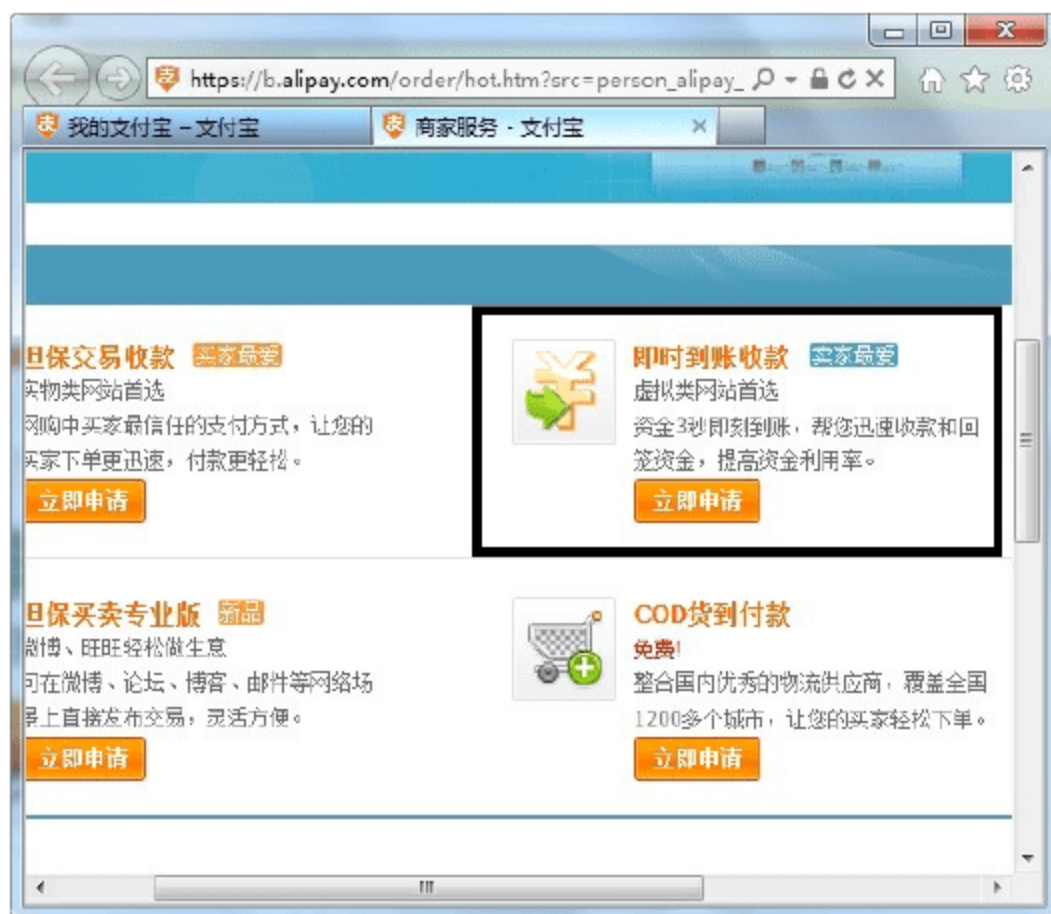 https://b.alipay.com/order/hot.htm?src=person_alipay_
我的支付宝 – 支付宝
商家服务 - 支付宝
担保交易收款 买家最爱
实物类网站首选
网购中买家最信任的支付方式，让您的
买家下单更迅速，付款更轻松。
立即申请
即时到账收款 卖家最爱
虚拟类网站首选
资金3秒即刻到账，帮您迅速收款和回
笼资金，提高资金利用率。
立即申请
担保买卖专业版 新品
微博、旺旺轻松做生意
可在微博、论坛、博客、邮件等网络场
景上直接发布交易，灵活方便。
立即申请
COD货到付款
免费!
整合国内优秀的物流供应商，覆盖全国
1200多个城市，让您的买家轻松下单。
立即申请